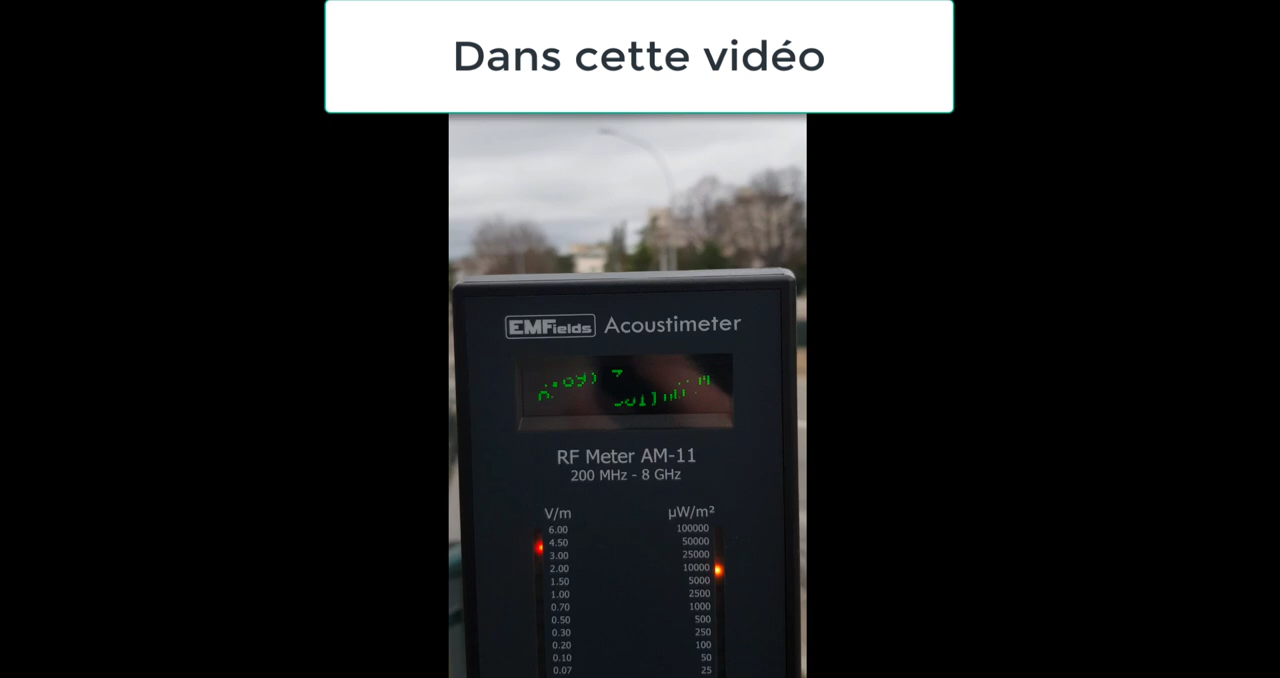 Dans cette vidéo
EMFields Acoustimeter
RF Meter AM-11
200 MHz - 8 GHz
V/m µW/m²
6.00 100000
4.50 50000
3.00 25000
2.00 10000
1.50 5000
1.00 2500
0.70 1000
0.50 500
0.30 250
0.20 100
0.10 50
0.07 25